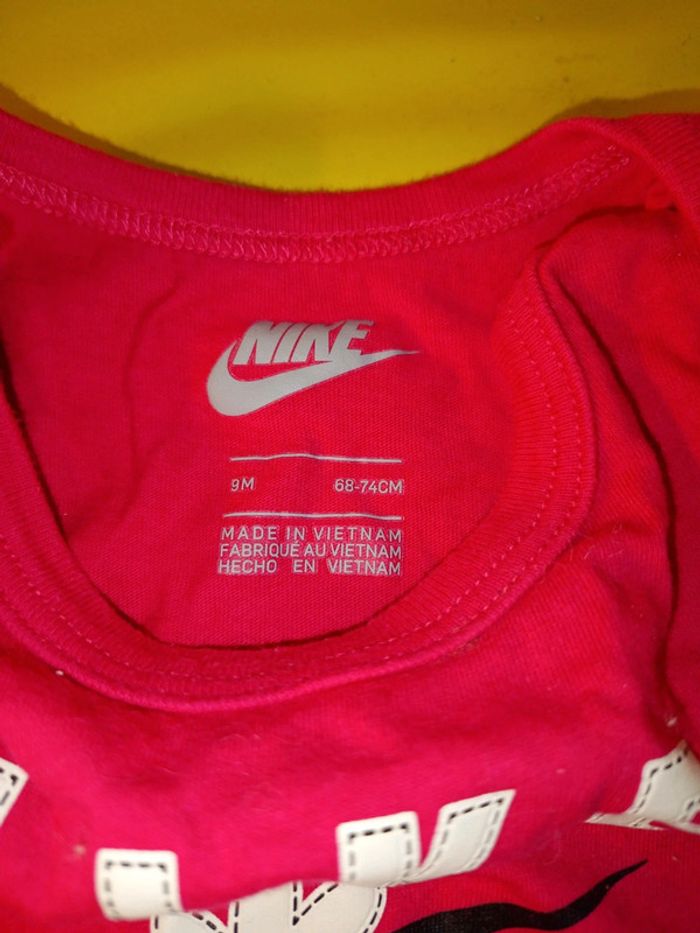 NIKE
9M 68-74CM
MADE IN VIETNAM
FABRIQUÉ AU VIETNAM
HECHO EN VIETNAM